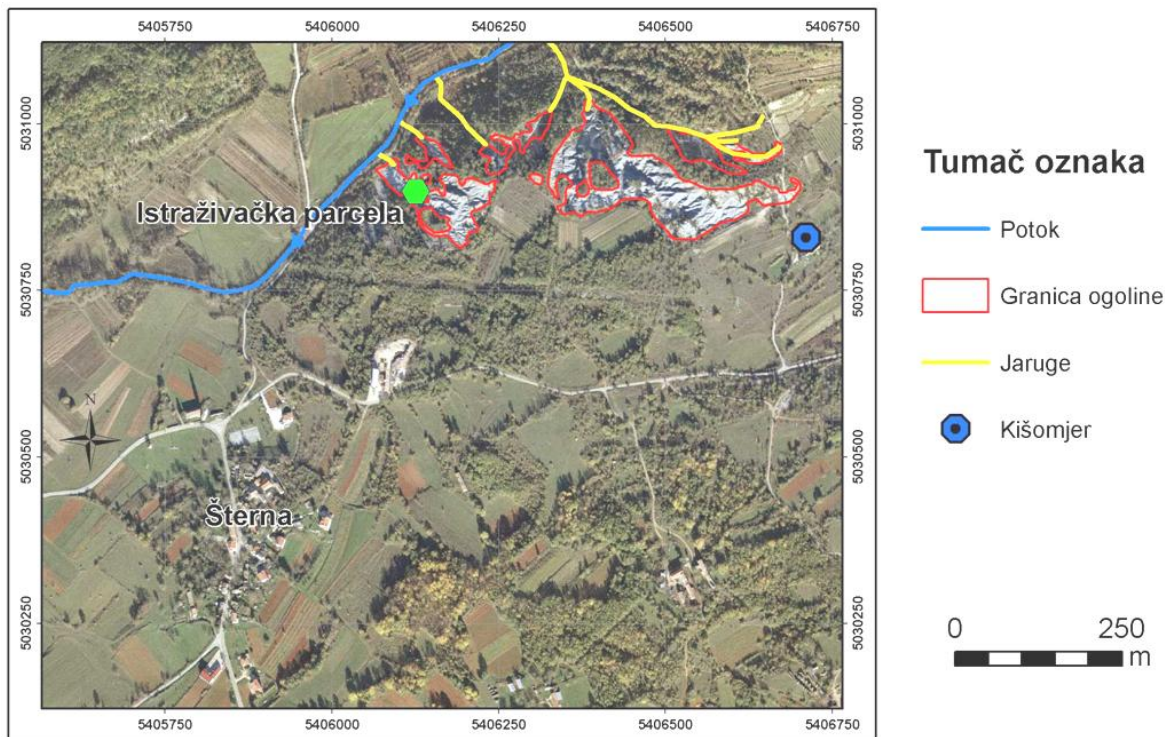 5405750 5406000 5406250 5406500 5406750
5031000
5031000
Istraživačka parcela
5030750
5030750
N
5030500
5030500
Šterna
5030250
5030250
5405750 5406000 5406250 5406500 5406750
Tumač oznaka
Potok
Granica ogoline
Jaruge
Kišomjer
0 250
m